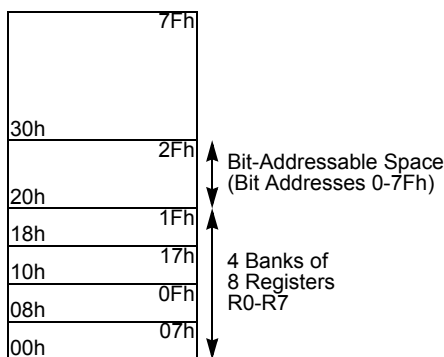 7Fh
30h
2Fh
20h
Bit-Addressable Space
(Bit Addresses 0-7Fh)
1Fh
18h
17h
10h
0Fh
08h
07h
00h
4 Banks of
8 Registers
R0-R7